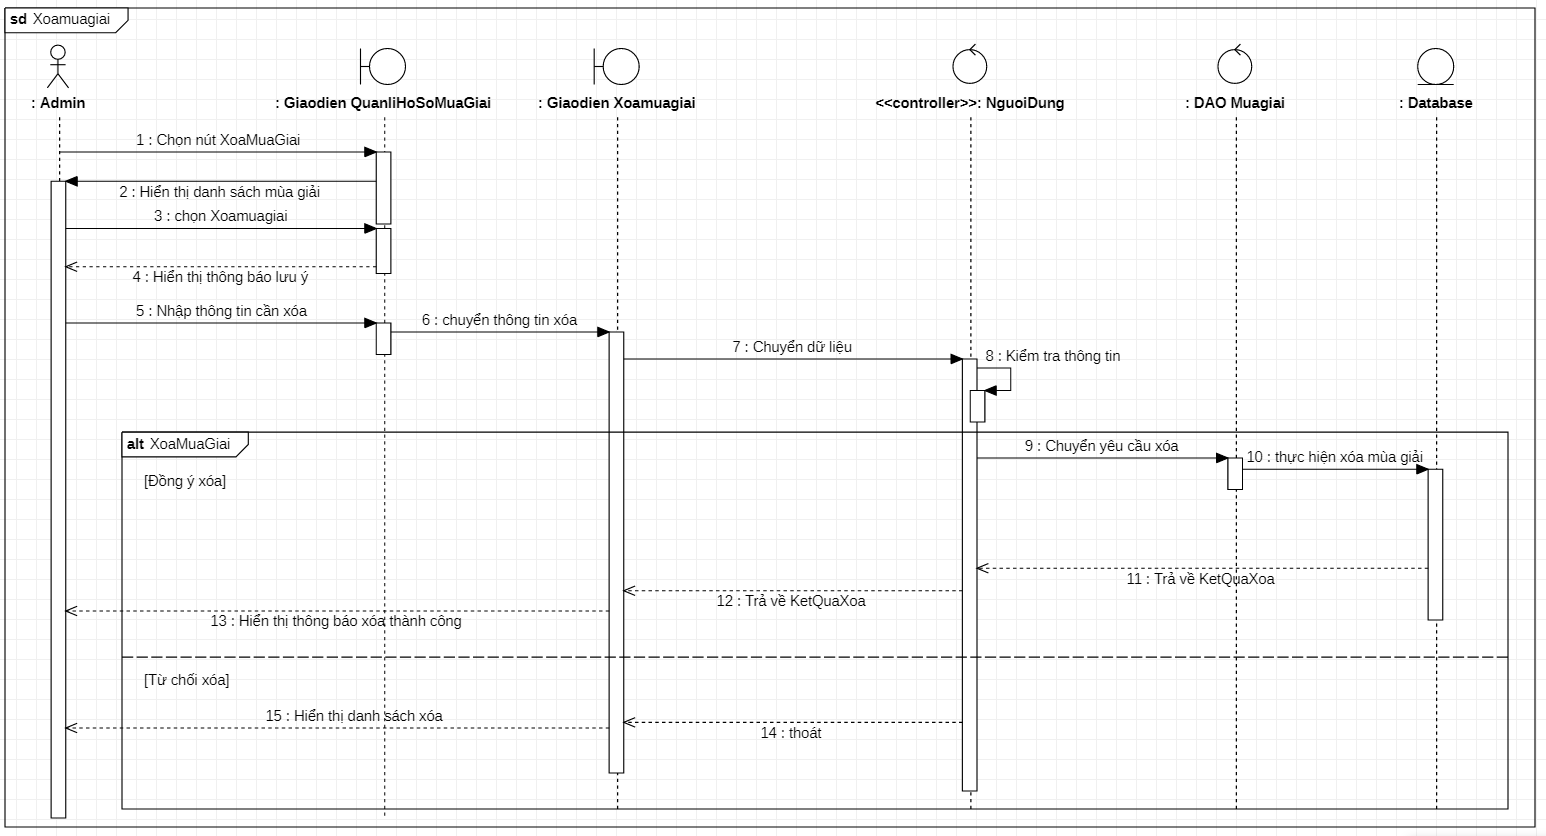 sd Xoamuagiai
: Admin
: Giaodien QuanliHoSoMuaGiai
: Giaodien Xoamuagiai
<<controller>>: NguoiDung
: DAO Muagiai
: Database
1 : Chọn nút XoaMuaGiai
2 : Hiển thị danh sách mùa giải
3 : chọn Xoamuagiai
4 : Hiển thị thông báo lưu ý
5 : Nhập thông tin cần xóa
6 : chuyển thông tin xóa
7 : Chuyển dữ liệu
8 : Kiểm tra thông tin
alt XoaMuaGiai
9 : Chuyển yêu cầu xóa
10 : thực hiện xóa mùa giải
[Đồng ý xóa]
11 : Trả về KetQuaXoa
12 : Trả về KetQuaXoa
13 : Hiển thị thông báo xóa thành công
[Từ chối xóa]
15 : Hiển thị danh sách xóa
14 : thoát